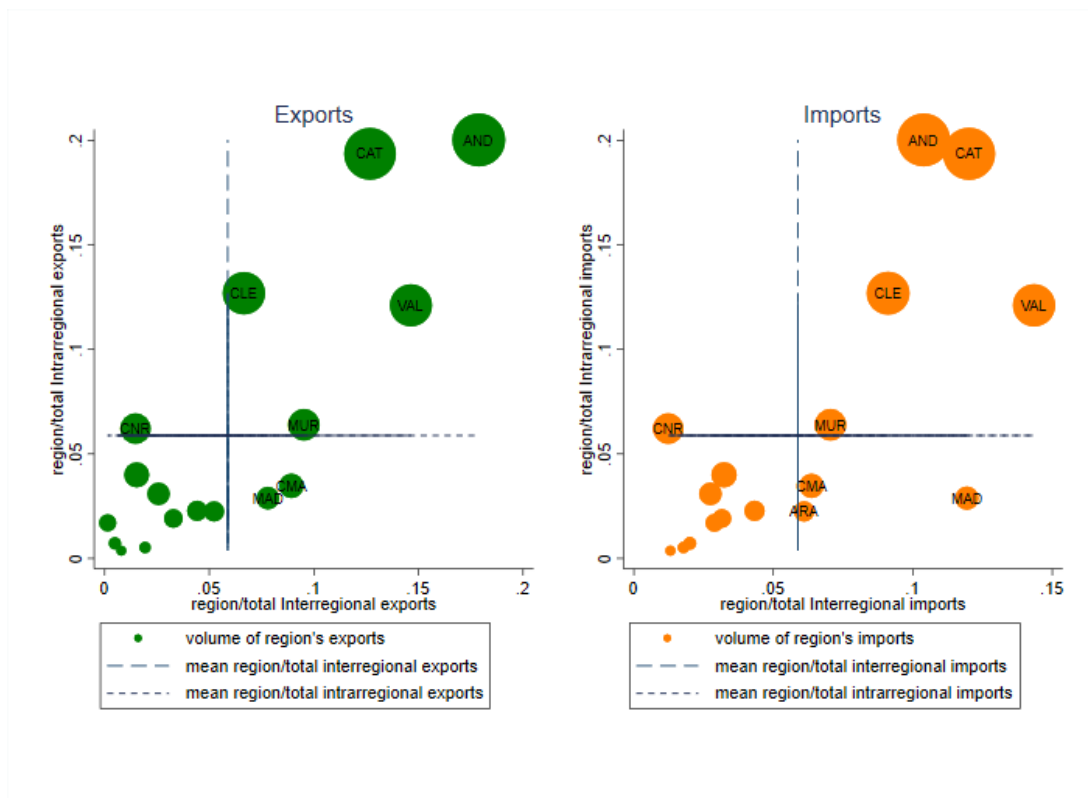 Exports
region/total Intrarregional exports
.2
.15
.1
.05
0
AND
CAT
CLE
VAL
CNR
MUR
CMA
MAD
0
.05
.1
.15
.2
region/total Interregional exports
volume of region's exports
mean region/total interregional exports
mean region/total intrarregional exports
Imports
region/total Intrarregional imports
.2
.15
.1
.05
0
AND
CAT
CLE
VAL
CNR
MUR
CMA
MAD
ARA
0
.05
.1
.15
region/total Interregional imports
volume of region's imports
mean region/total interregional imports
mean region/total intrarregional imports